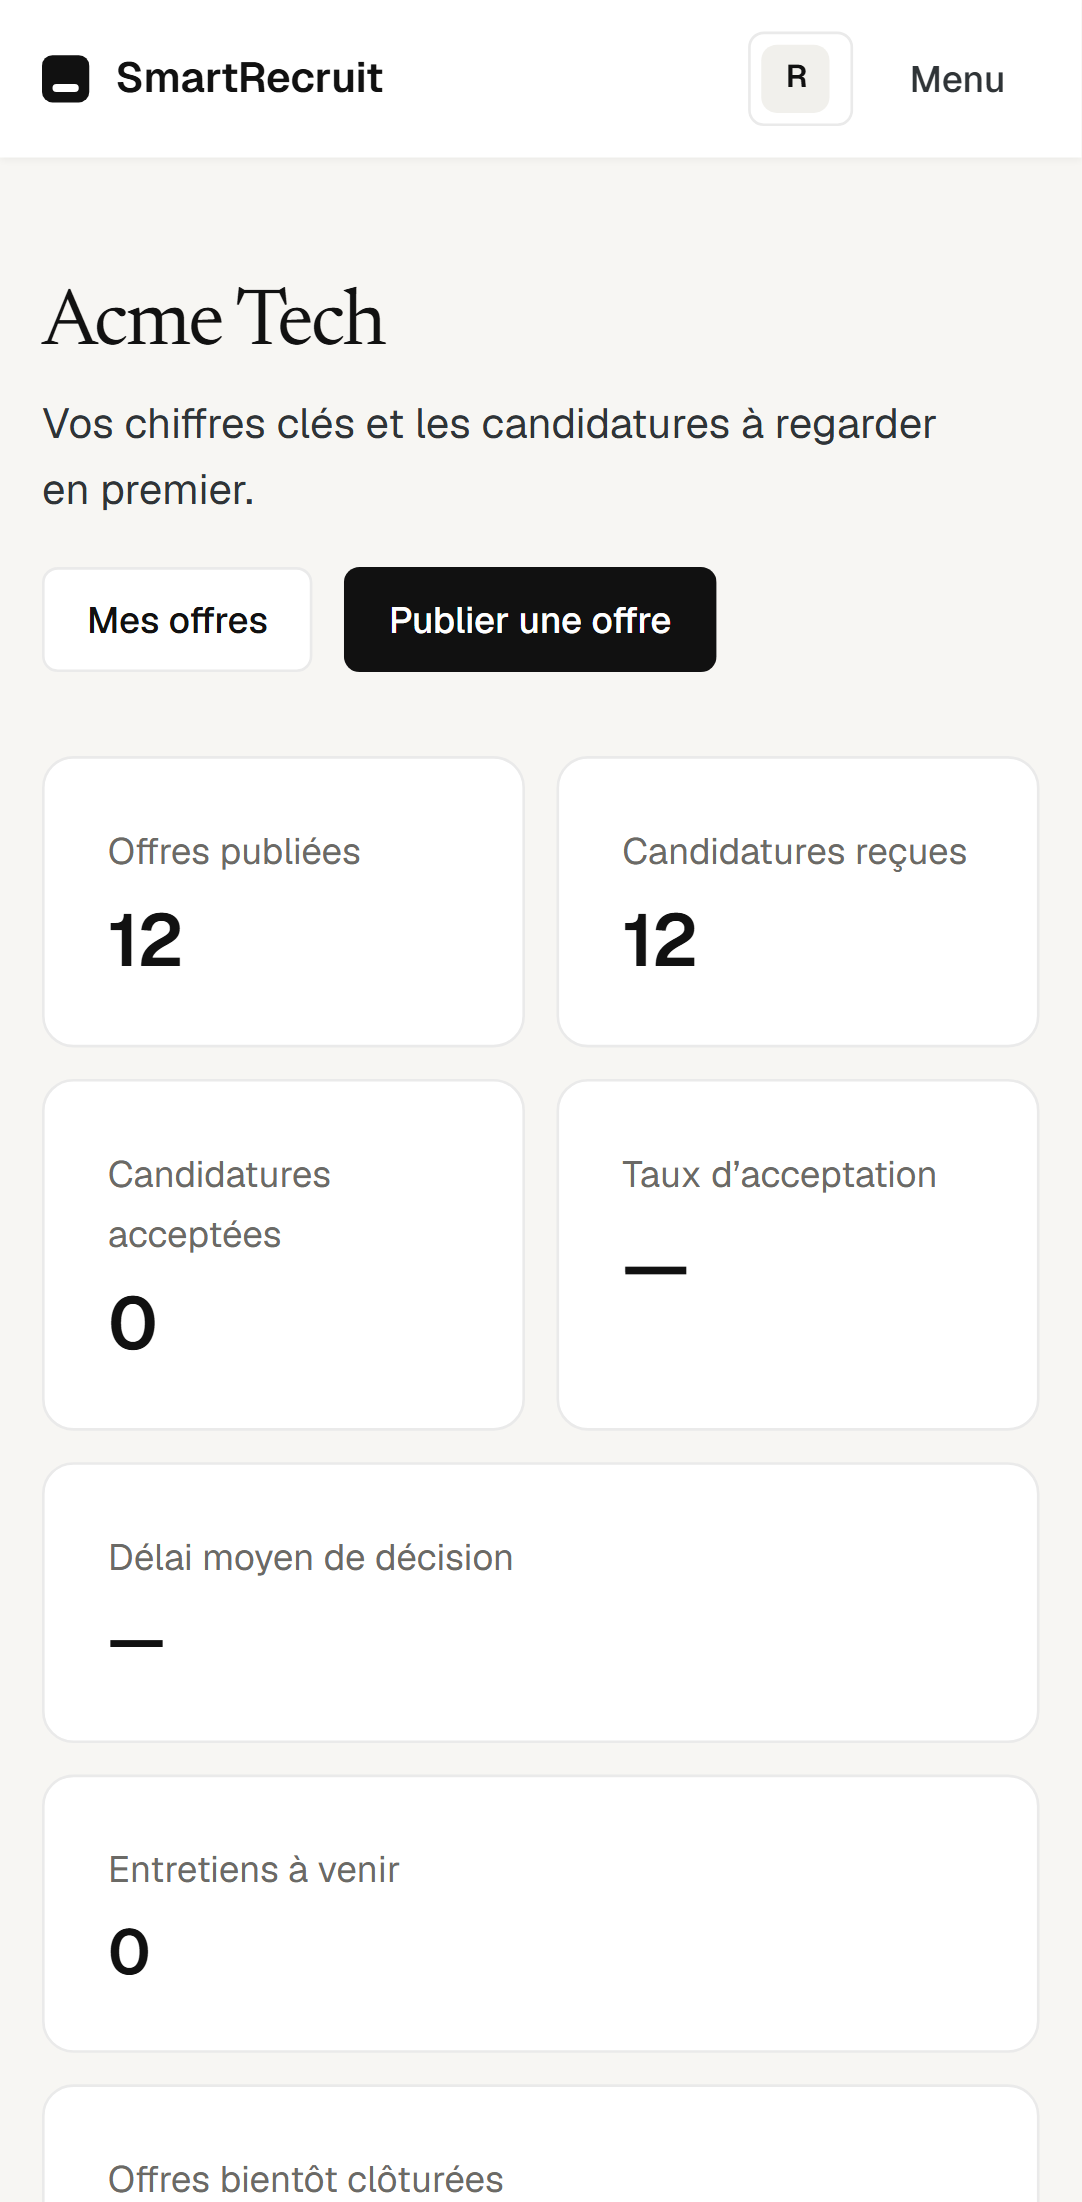 SmartRecruit
R
Menu
Acme Tech
Vos chiffres clés et les candidatures à regarder
en premier.
Mes offres
Publier une offre
Offres publiées
12
Candidatures reçues
12
Candidatures
acceptées
0
Taux d’acceptation
—
Délai moyen de décision
—
Entretiens à venir
0
Offres bientôt clôturées